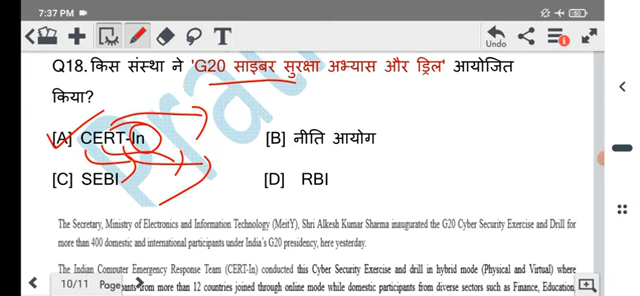 7:37 PM
50
T
Undo
Q18. किस संस्था ने 'G20 साइबर सुरक्षा अभ्यास और ड्रिल' आयोजित
किया?
[A] CERT-In
[B] नीति आयोग
[C] SEBI
[D] RBI
The Secretary, Ministry of Electronics and Information Technology (MeitY), Shri Alkesh Kumar Sharma inaugurated the G20 Cyber Security Exercise and Drill for
more than 400 domestic and international participants under India's G20 presidency, here yesterday.
The Indian Computer Emergency Response Team (CERT-In) conducted this Cyber Security Exercise and drill in hybrid mode (Physical and Virtual) where
10/11
pants from more than 12 countries joined through online mode while domestic participants from diverse sectors such as Finance, Education,